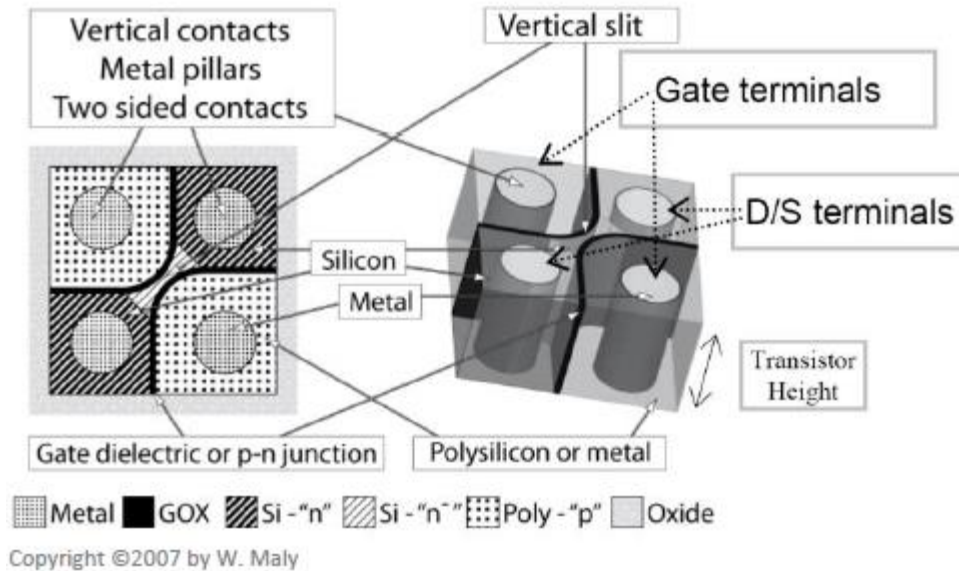 Vertical contacts
Metal pillars
Two sided contacts
Vertical slit
Gate terminals
D/S terminals
Silicon
Metal
Transistor
Height
Gate dielectric or p-n junction
Polysilicon or metal
Metal GOX Si -“n” Si -“n⁻” Poly -“p” Oxide
Copyright ©2007 by W. Maly